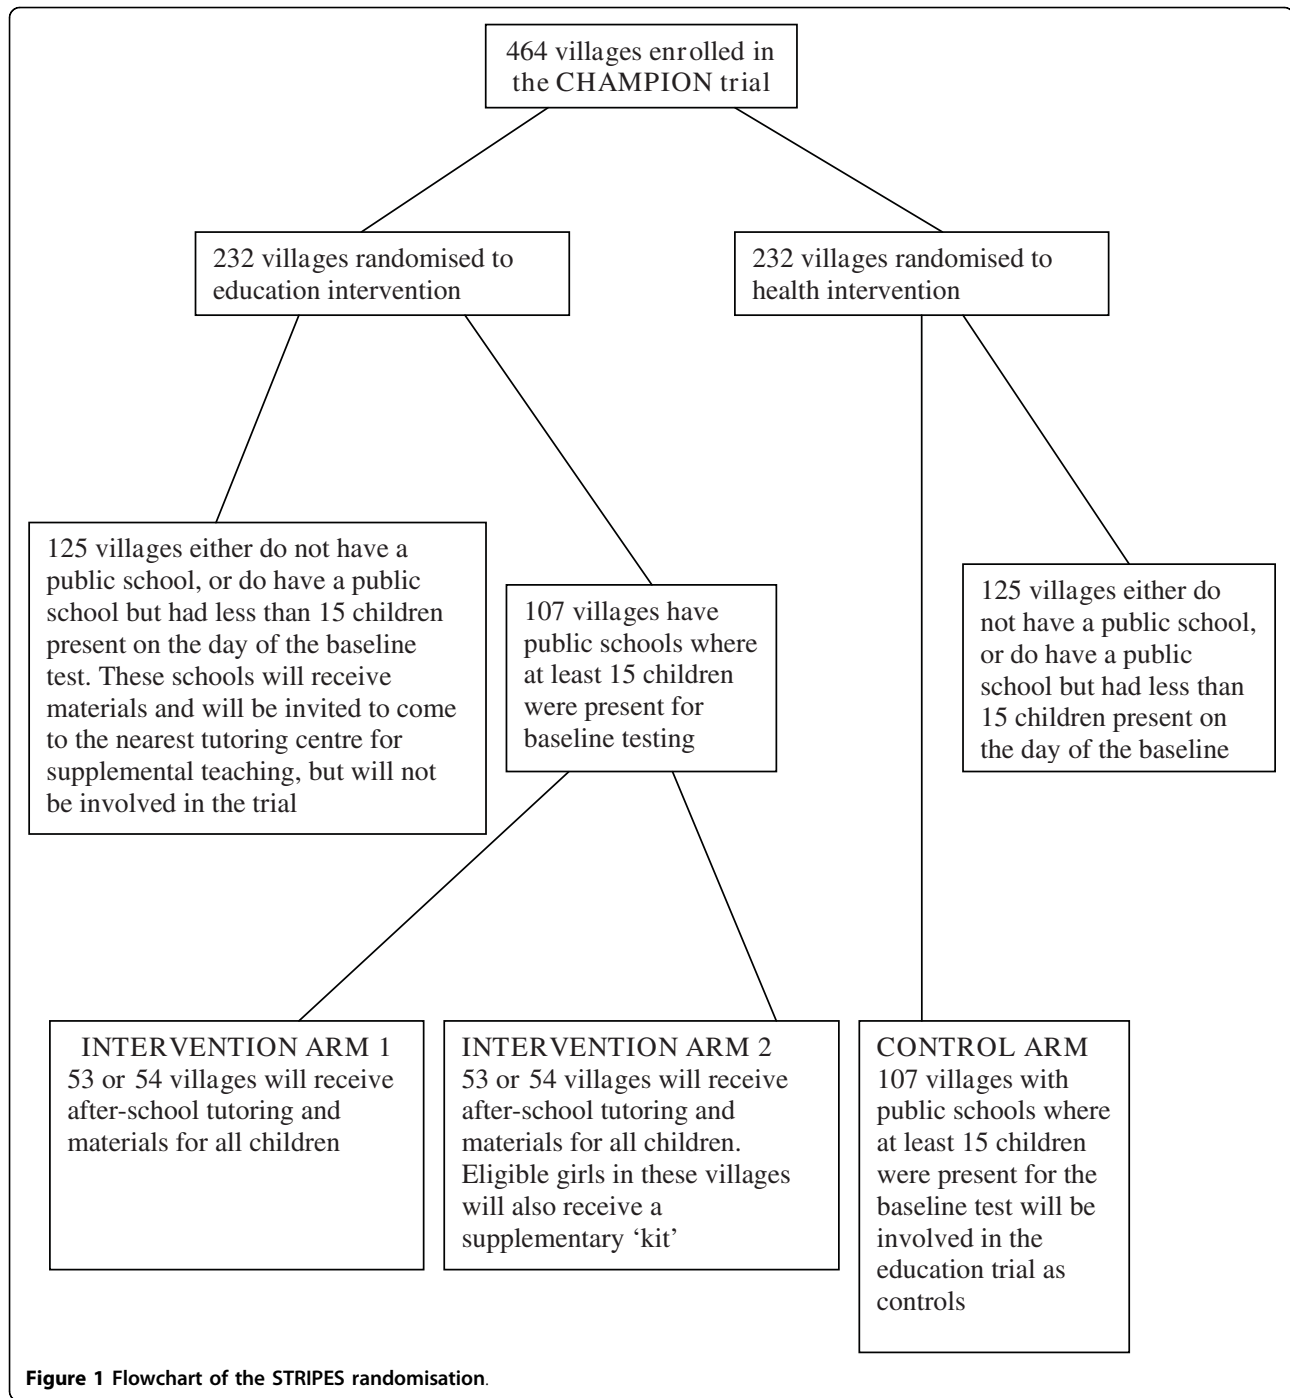 464 villages enrolled in
the CHAMPION trial
232 villages randomised to
education intervention
232 villages randomised to
health intervention
125 villages either do not have a
public school, or do have a public
school but had less than 15 children
present on the day of the baseline
test. These schools will receive
materials and will be invited to come
to the nearest tutoring centre for
supplemental teaching, but will not
be involved in the trial
107 villages have
public schools where
at least 15 children
were present for
baseline testing
125 villages either do
not have a public school,
or do have a public
school but had less than
15 children present on
the day of the baseline
INTERVENTION ARM 1
53 or 54 villages will receive
after-school tutoring and
materials for all children
INTERVENTION ARM 2
53 or 54 villages will receive
after-school tutoring and
materials for all children.
Eligible girls in these villages
will also receive a
supplementary ‘kit’
CONTROL ARM
107 villages with
public schools where
at least 15 children
were present for the
baseline test will be
involved in the
education trial as
controls
Figure 1 Flowchart of the STRIPES randomisation.